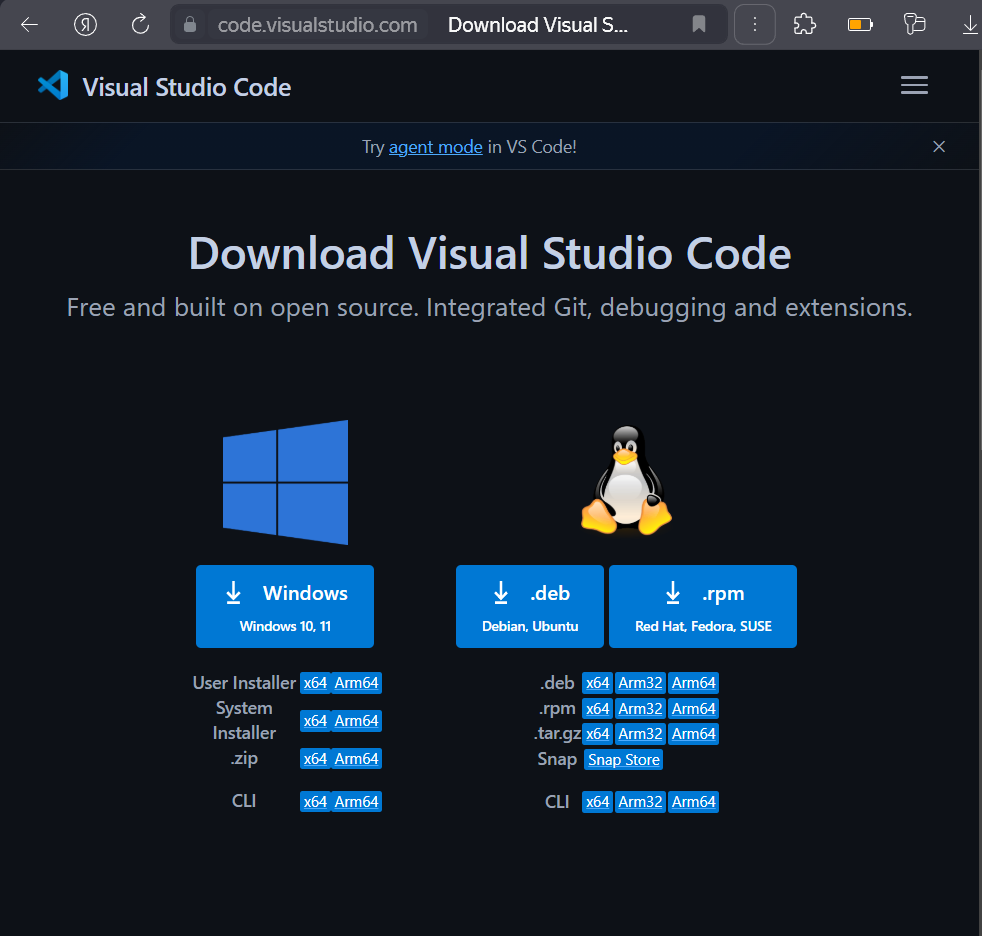 code.visualstudio.com Download Visual S...
Visual Studio Code
Try agent mode in VS Code!
Download Visual Studio Code
Free and built on open source. Integrated Git, debugging and extensions.
Windows
Windows 10, 11
.deb
Debian, Ubuntu
.rpm
Red Hat, Fedora, SUSE
User Installer x64 Arm64
System
Installer x64 Arm64
.zip x64 Arm64
CLI x64 Arm64
.deb x64 Arm32 Arm64
.rpm x64 Arm32 Arm64
.tar.gz x64 Arm32 Arm64
Snap Snap Store
CLI x64 Arm32 Arm64